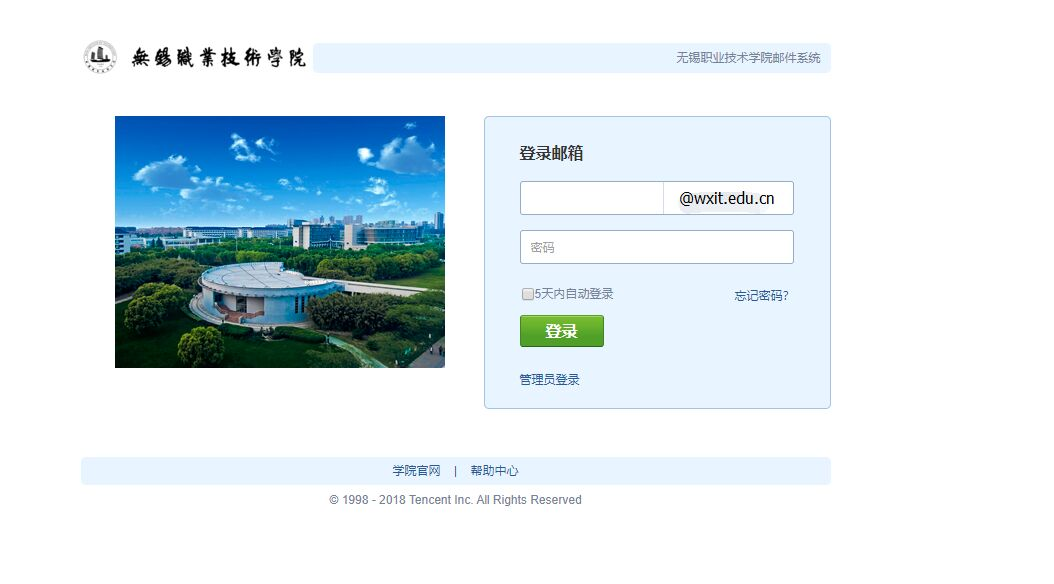 無錫職業技術學院
无锡职业技术学院邮件系统
登录邮箱
@wxit.edu.cn
密码
5天内自动登录
忘记密码?
登录
管理员登录
学院官网 | 帮助中心
© 1998 - 2018 Tencent Inc. All Rights Reserved